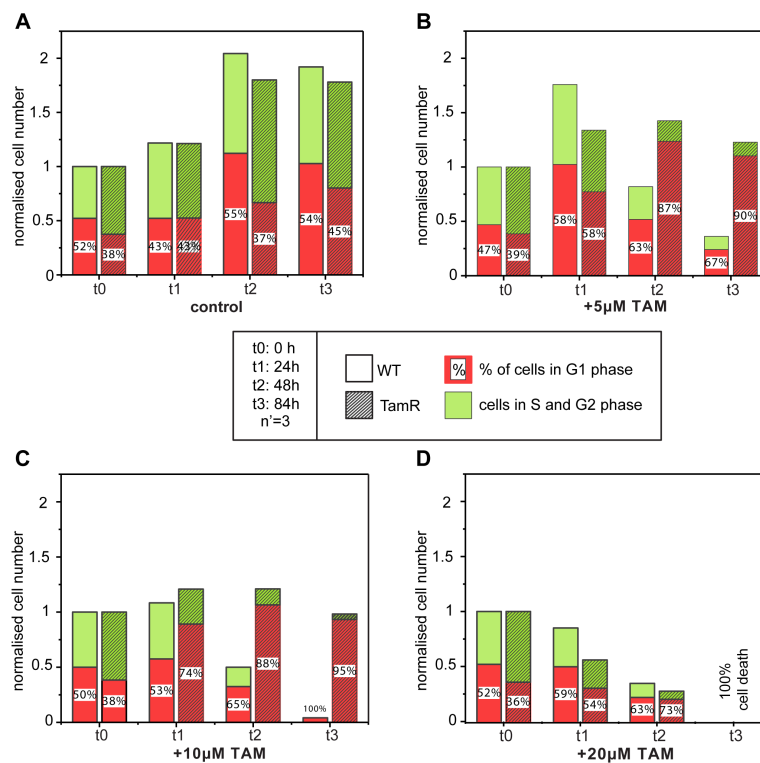 A
normalised cell number
2
1.5
1
0.5
0
52%
38%
43%
43%
55%
37%
54%
45%
t0 t1 t2 t3
control
B
normalised cell number
2
1.5
1
0.5
0
47%
39%
58%
58%
63%
87%
67%
90%
t0 t1 t2 t3
+5µM TAM
t0: 0 h
t1: 24h
t2: 48h
t3: 84h
n'=3
WT
TamR
% % of cells in G1 phase
cells in S and G2 phase
C
normalised cell number
2
1.5
1
0.5
0
50%
38%
53%
74%
65%
88%
100%
95%
t0 t1 t2 t3
+10µM TAM
D
normalised cell number
2
1.5
1
0.5
0
52%
36%
59%
54%
63%
73%
100%
cell death
t0 t1 t2 t3
+20µM TAM